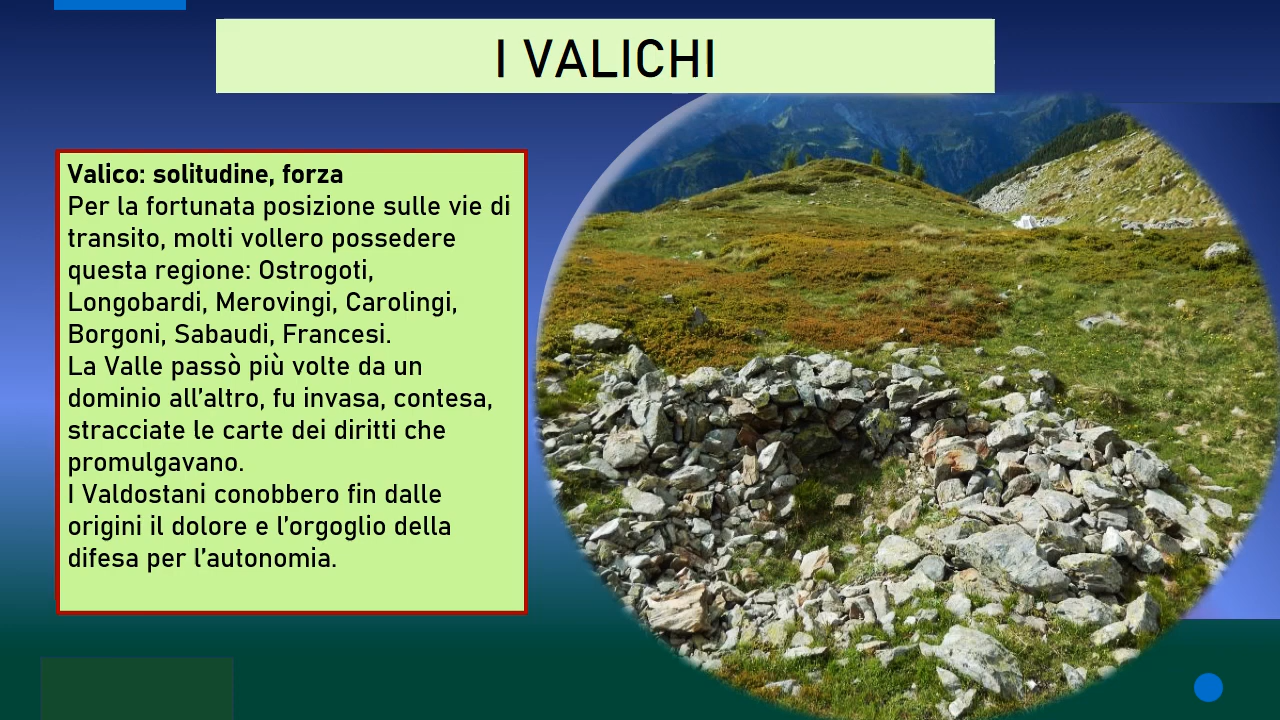 I VALICHI
Valico: solitudine, forza
Per la fortunata posizione sulle vie di
transito, molti vollero possedere
questa regione: Ostrogoti,
Longobardi, Merovingi, Carolingi,
Borgoni, Sabaudi, Francesi.
La Valle passò più volte da un
dominio all’altro, fu invasa, contesa,
stracciate le carte dei diritti che
promulgavano.
I Valdostani conobbero fin dalle
origini il dolore e l’orgoglio della
difesa per l’autonomia.